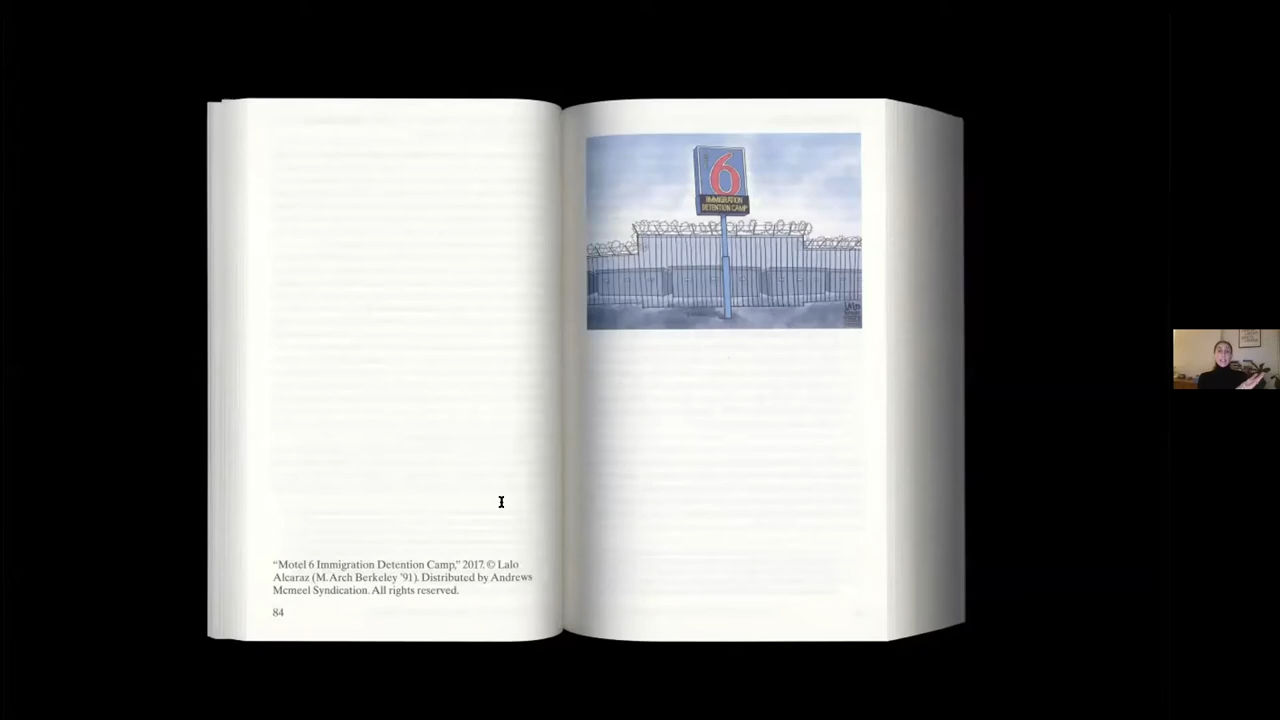 6
IMMIGRATION
DETENTION CAMP
LALO
“Motel 6 Immigration Detention Camp,” 2017. © Lalo
Alcaraz (M. Arch Berkeley ’91). Distributed by Andrews
Mcmeel Syndication. All rights reserved.
84